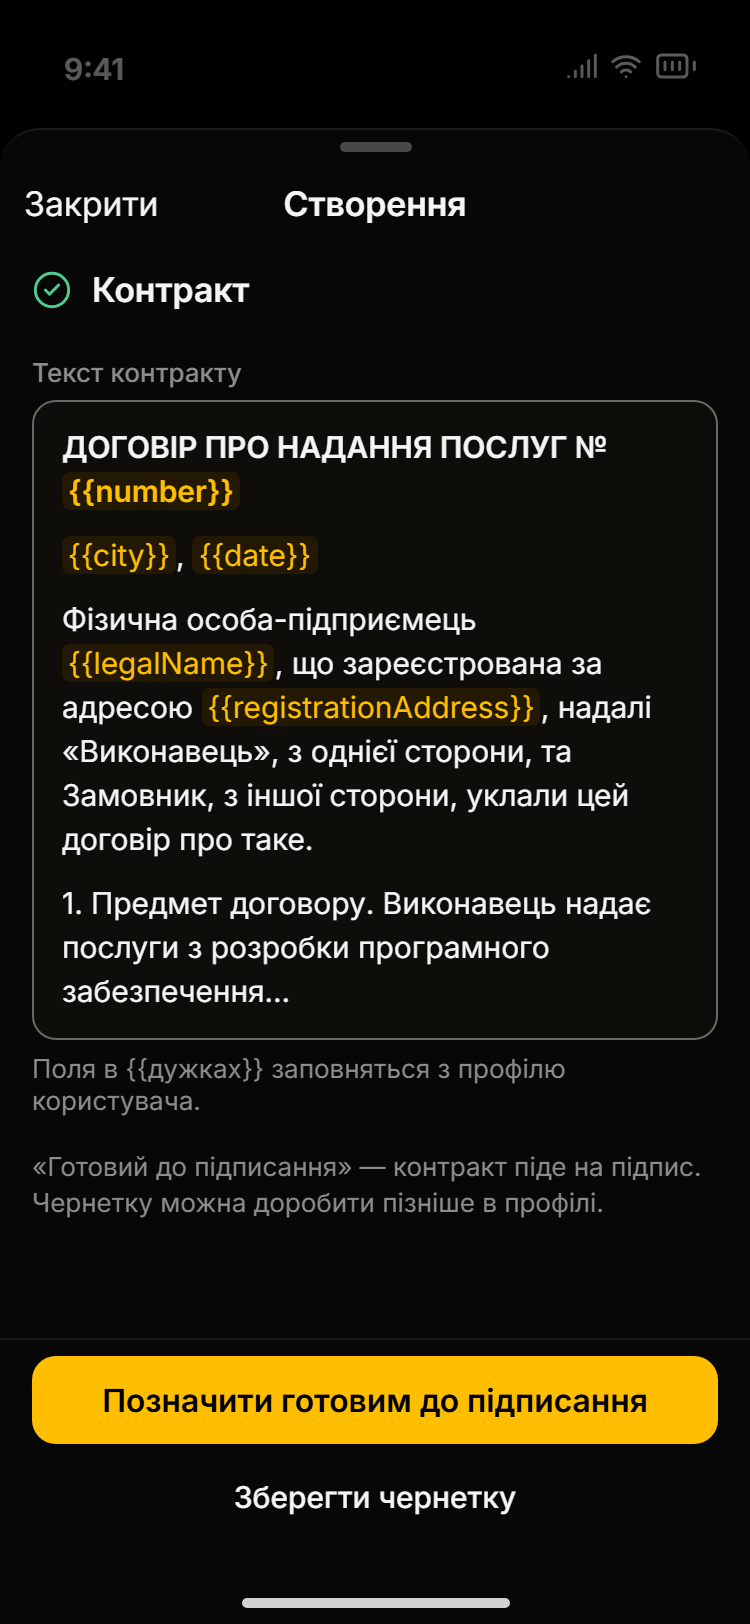 9:41
Закрити
Створення
Контракт
Текст контракту
ДОГОВІР ПРО НАДАННЯ ПОСЛУГ №
{{number}}
{{city}}, {{date}}
Фізична особа-підприємець
{{legalName}}, що зареєстрована за
адресою {{registrationAddress}}, надалі
«Виконавець», з однієї сторони, та
Замовник, з іншої сторони, уклали цей
договір про таке.
1. Предмет договору. Виконавець надає
послуги з розробки програмного
забезпечення...
Поля в {{дужках}} заповняться з профілю
користувача.
«Готовий до підписання» — контракт піде на підпис.
Чернетку можна доробити пізніше в профілі.
Позначити готовим до підписання
Зберегти чернетку